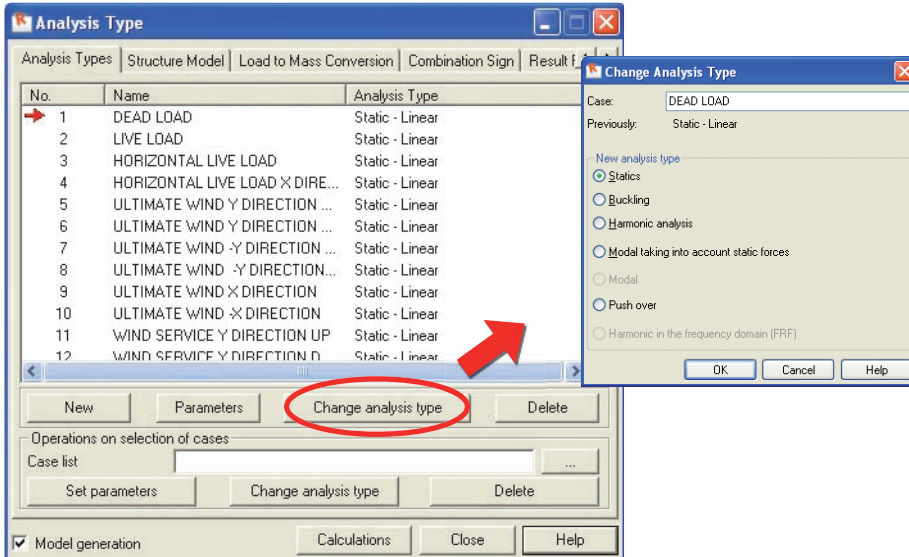 Analysis Type
Analysis Types Structure Model Load to Mass Conversion Combination Sign Result F
No. Name Analysis Type
1 DEAD LOAD Static - Linear
2 LIVE LOAD Static - Linear
3 HORIZONTAL LIVE LOAD Static - Linear
4 HORIZONTAL LIVE LOAD X DIRE... Static - Linear
5 ULTIMATE WIND Y DIRECTION ... Static - Linear
6 ULTIMATE WIND Y DIRECTION ... Static - Linear
7 ULTIMATE WIND -Y DIRECTION ... Static - Linear
8 ULTIMATE WIND -Y DIRECTION... Static - Linear
9 ULTIMATE WIND X DIRECTION Static - Linear
10 ULTIMATE WIND -X DIRECTION Static - Linear
11 WIND SERVICE Y DIRECTION UP Static - Linear
12 WIND SERVICE Y DIRECTION D Static - Linear
New Parameters Change analysis type Delete
Operations on selection of cases
Case list ...
Set parameters Change analysis type Delete
Model generation Calculations Close Help
Change Analysis Type
Case: DEAD LOAD
Previously: Static - Linear
New analysis type
Statics
Buckling
Harmonic analysis
Modal taking into account static forces
Modal
Push over
Harmonic in the frequency domain (FRF)
OK Cancel Help